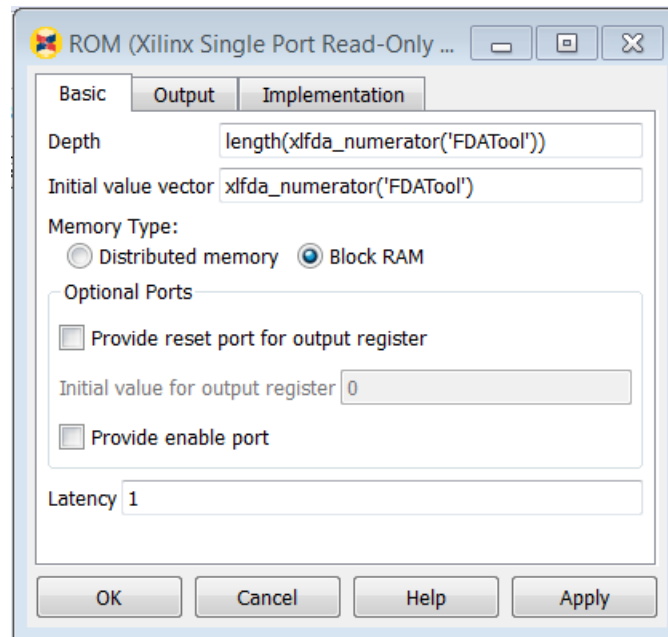 ROM (Xilinx Single Port Read-Only ...
Basic Output Implementation
Depth length(xlfda_numerator('FDATool'))
Initial value vector xlfda_numerator('FDATool')
Memory Type:
Distributed memory Block RAM
Optional Ports
Provide reset port for output register
Initial value for output register 0
Provide enable port
Latency 1
OK Cancel Help Apply